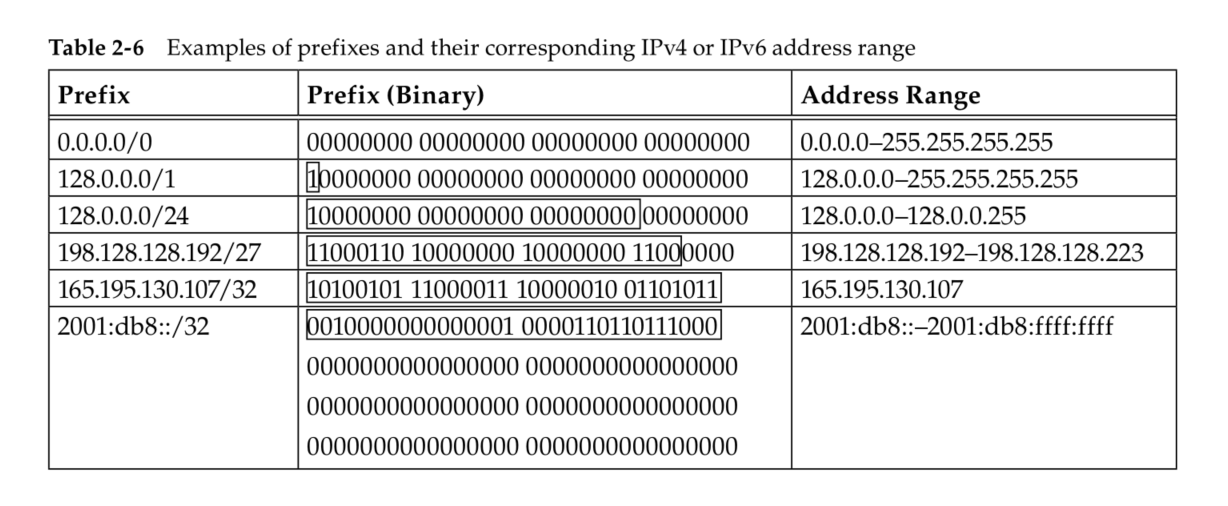 Table 2-6 Examples of prefixes and their corresponding IPv4 or IPv6 address range
Prefix Prefix (Binary) Address Range
0.0.0.0/0 00000000 00000000 00000000 00000000 0.0.0.0–255.255.255.255
128.0.0.0/1 10000000 00000000 00000000 00000000 128.0.0.0–255.255.255.255
128.0.0.0/24 10000000 00000000 00000000 00000000 128.0.0.0–128.0.0.255
198.128.128.192/27 11000110 10000000 10000000 11000000 198.128.128.192–198.128.128.223
165.195.130.107/32 10100101 11000011 10000010 01101011 165.195.130.107
2001:db8::/32 0010000000000001 0000110110111000 2001:db8::–2001:db8:ffff:ffff
0000000000000000 0000000000000000
0000000000000000 0000000000000000
0000000000000000 0000000000000000